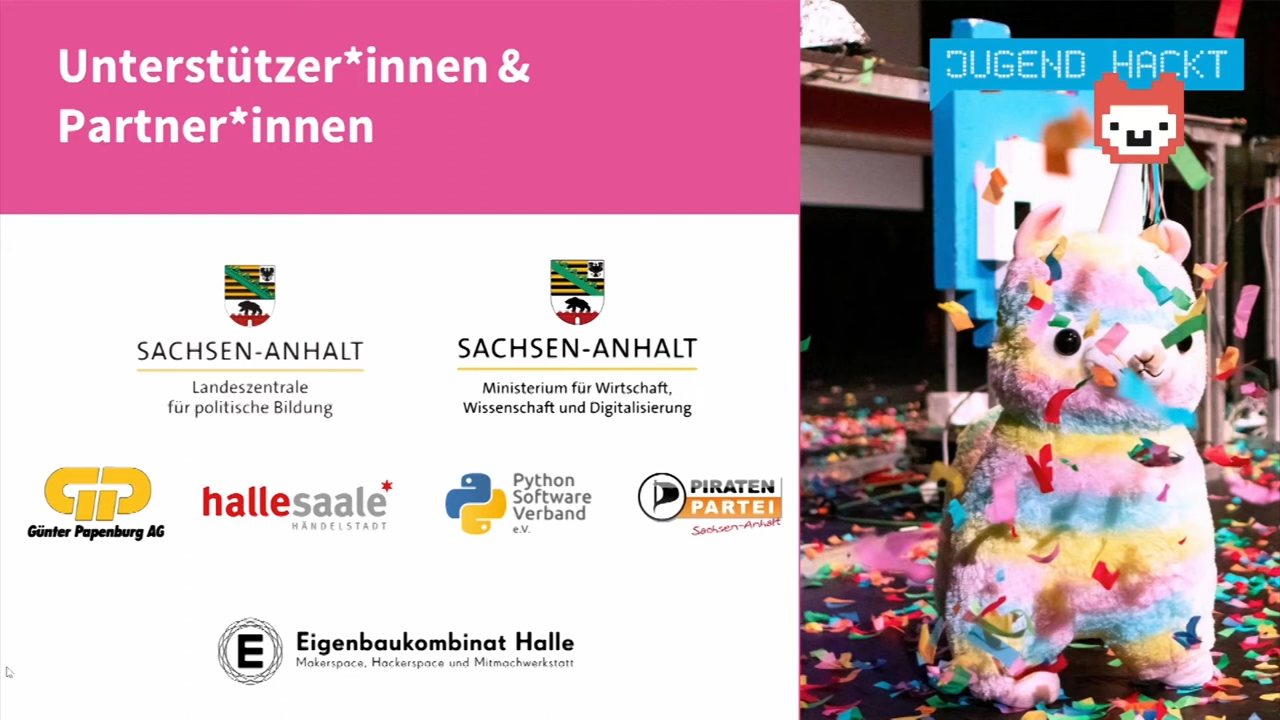 Unterstützer*innen &
Partner*innen
JUGEND HACKT
SACHSEN-ANHALT
Landeszentrale
für politische Bildung
SACHSEN-ANHALT
Ministerium für Wirtschaft,
Wissenschaft und Digitalisierung
GP
Günter Papenburg AG
hallesaale*
HÄNDELSTADT
Python
Software
Verband
e.V.
PIRATEN
PARTEI
Sachsen-Anhalt
E
Eigenbaukombinat Halle
Makerspace, Hackerspace und Mitmachwerkstatt